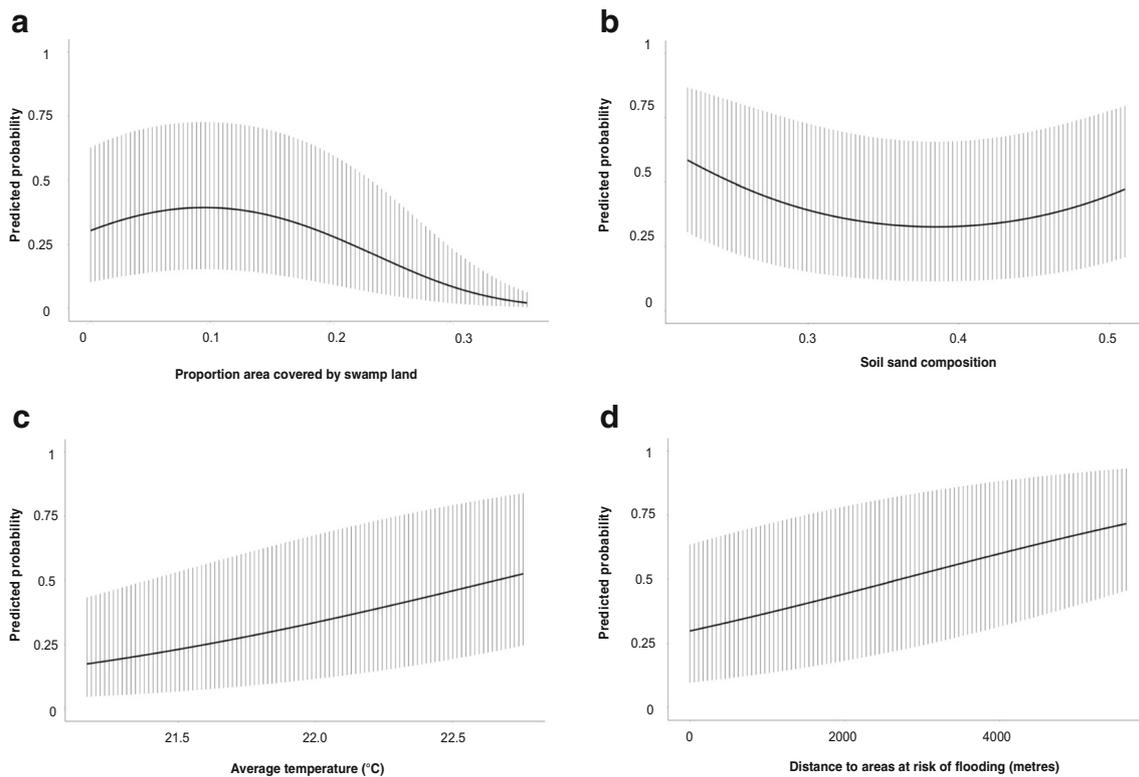 a
1
0.75
0.5
0.25
0
Predicted probability
0
0.1
0.2
0.3
Proportion area covered by swamp land
b
1
0.75
0.5
0.25
0
Predicted probability
0.3
0.4
0.5
Soil sand composition
c
1
0.75
0.5
0.25
0
Predicted probability
21.5
22.0
22.5
Average temperature (°C)
d
1
0.75
0.5
0.25
0
Predicted probability
0
2000
4000
Distance to areas at risk of flooding (metres)